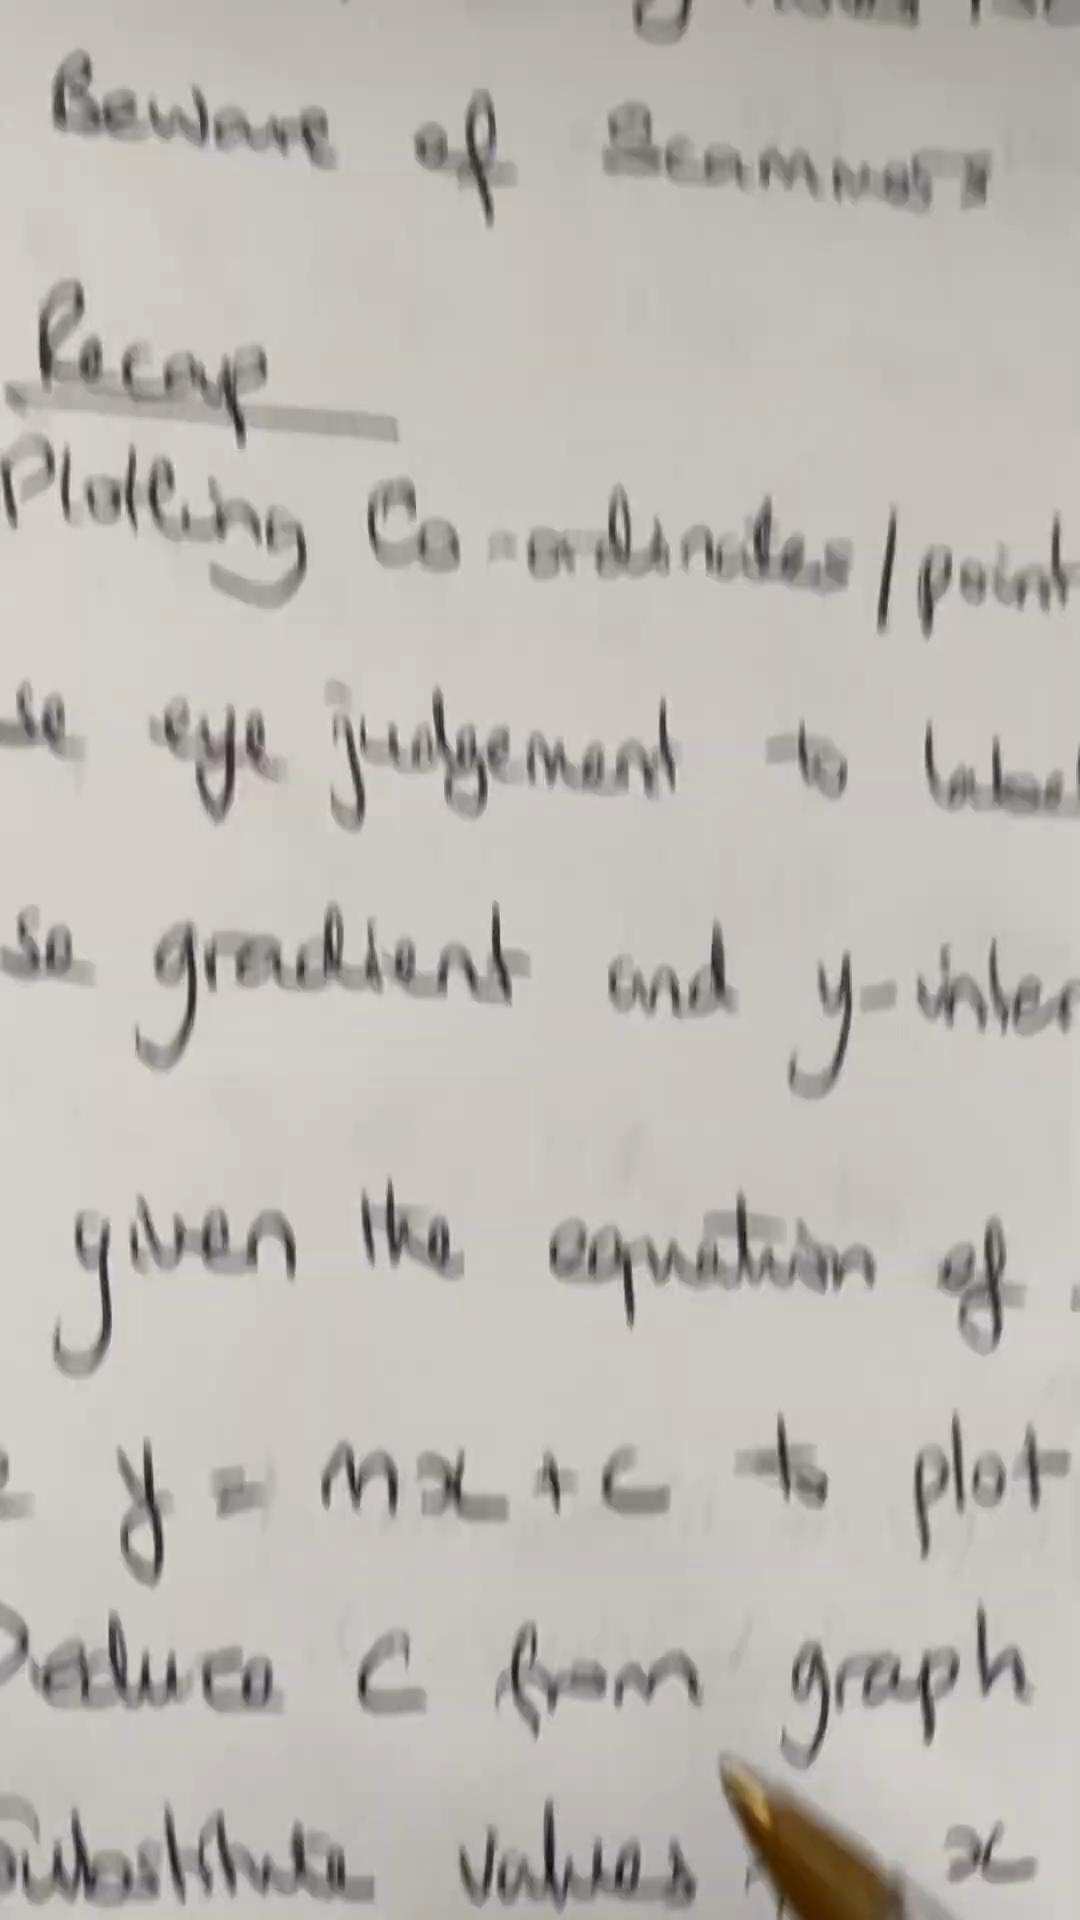 Beware of Scammers
Recap
Plotting Co-ordinates/point
se eye judgement to label
se gradient and y-inter
given the equation of
y = mx + c to plot
Deduce c from graph
Substitute values x